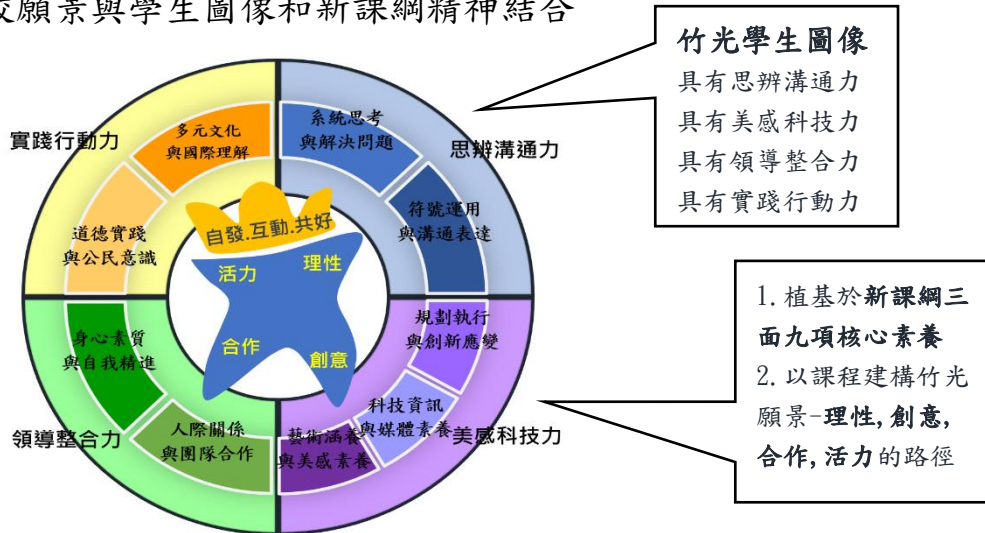 校願景與學生圖像和新課綱精神結合
竹光學生圖像
具有思辨溝通力
具有美感科技力
具有領導整合力
具有實踐行動力
實踐行動力
多元文化
與國際理解
系統思考
與解決問題
思辨溝通力
道德實踐
與公民意識
符號運用
與溝通表達
自發.互動.共好
活力
理性
合作
創意
身心素質
與自我精進
規劃執行
與創新應變
領導整合力
人際關係
與團隊合作
藝術涵養
與美感素養
科技資訊
與媒體素養
美感科技力
1. 植基於新課綱三
面九項核心素養
2. 以課程建構竹光
願景-理性, 創意,
合作, 活力的路徑